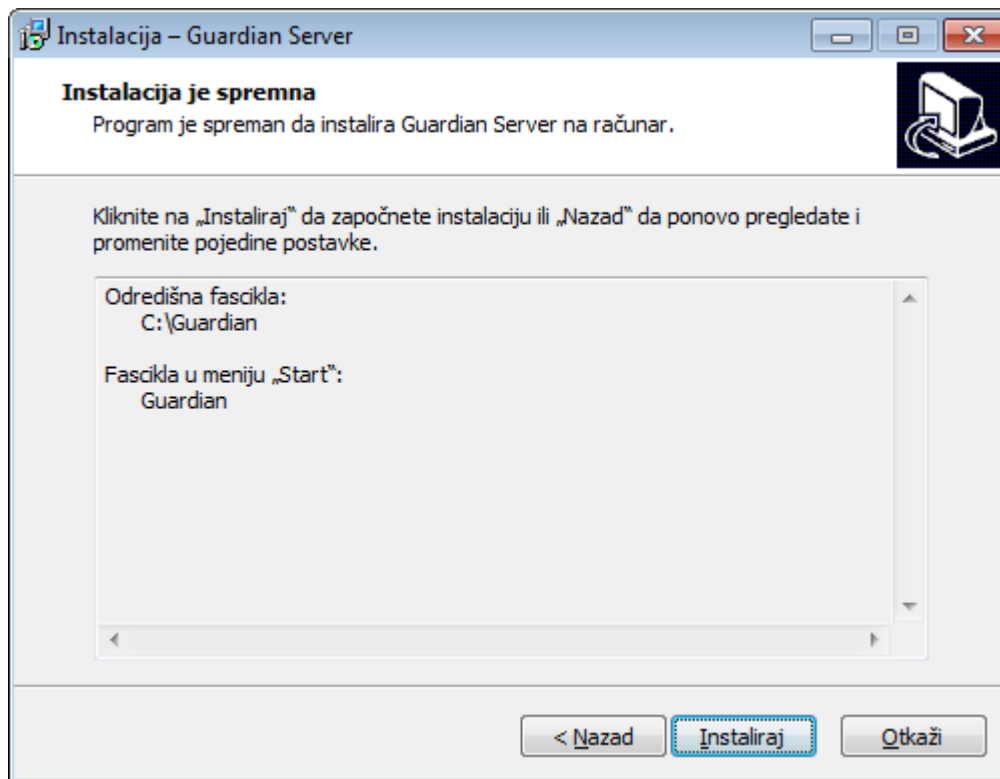 Instalacija – Guardian Server
Instalacija je spremna
Program je spreman da instalira Guardian Server na računar.
Kliknite na „Instaliraj“ da započnete instalaciju ili „Nazad“ da ponovo pregledate i
promenite pojedine postavke.
Odredišna fascikla:
C:\Guardian
Fascikla u meniju „Start“:
Guardian
< Nazad
Instaliraj
Otkaži